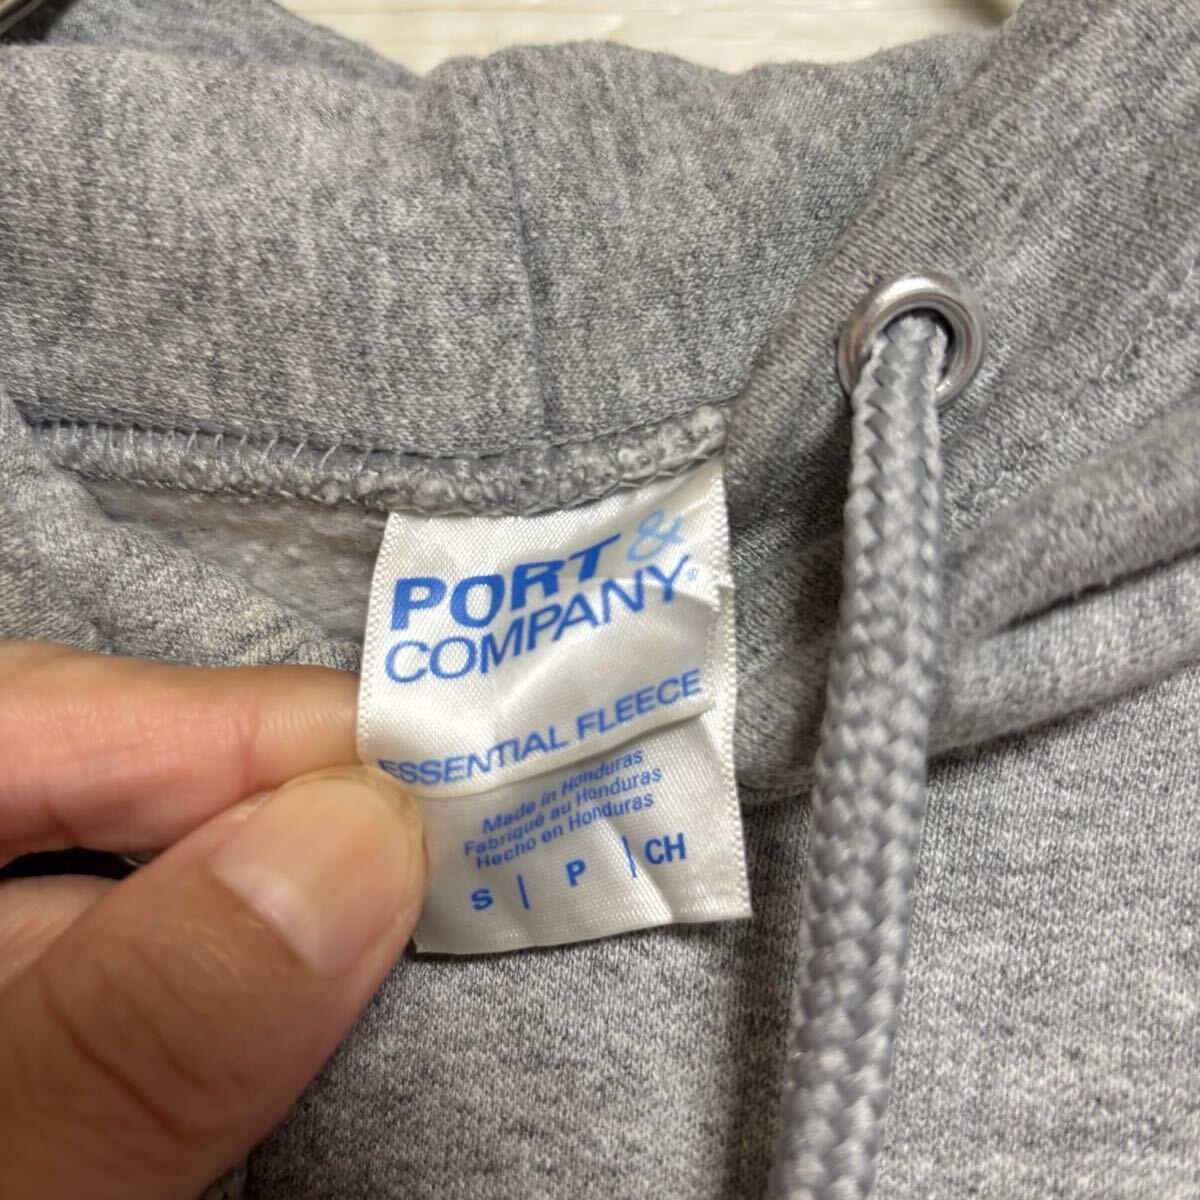 PORT &
COMPANY®
ESSENTIAL FLEECE
Made in Honduras
Fabriqué au Honduras
Hecho en Honduras
S | P | CH